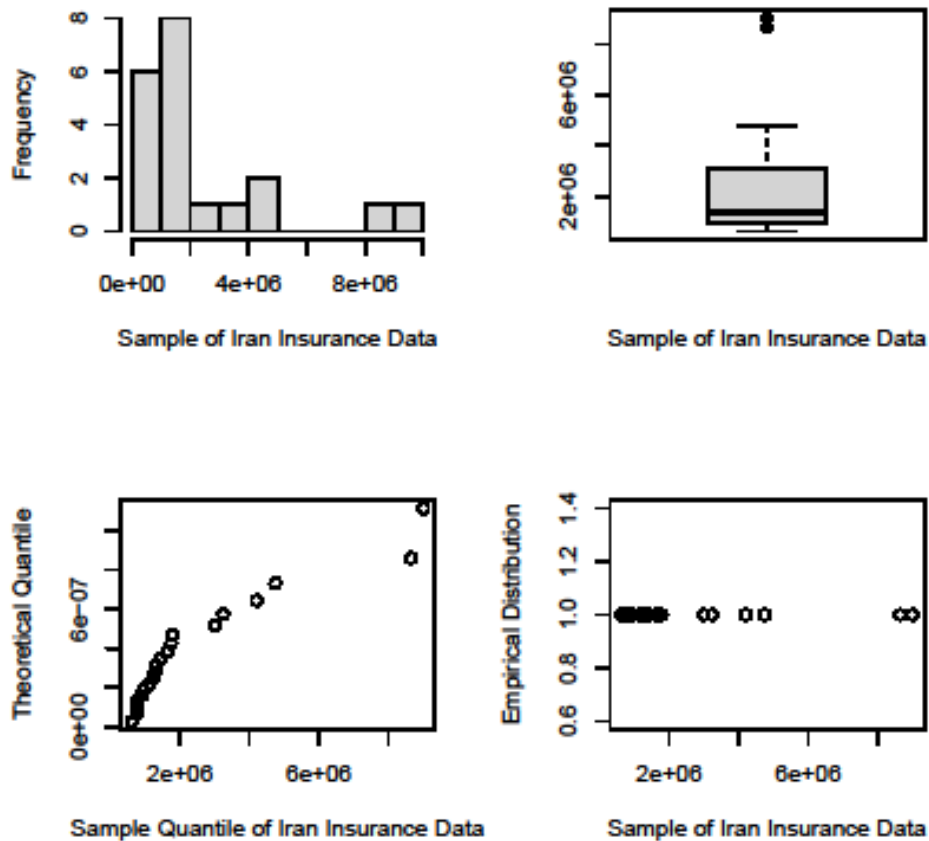 Frequency
8
6
4
2
0
0e+00 4e+06 8e+06
Sample of Iran Insurance Data
6e+06
2e+06
Sample of Iran Insurance Data
Theoretical Quantile
6e-07
0e+00
2e+06 6e+06
Sample Quantile of Iran Insurance Data
Empirical Distribution
1.4
1.2
1.0
0.8
0.6
2e+06 6e+06
Sample of Iran Insurance Data